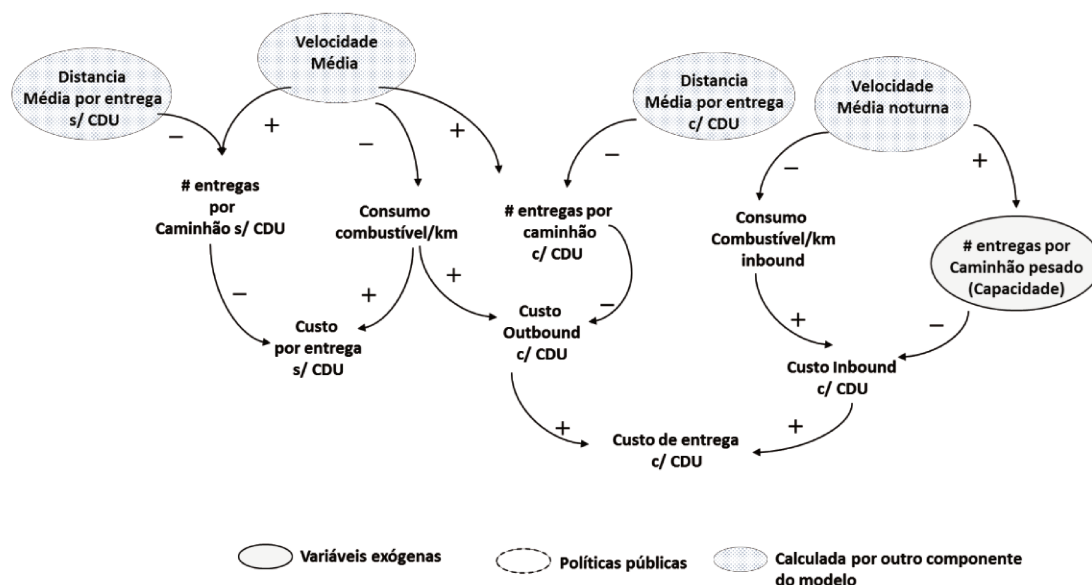 Distancia
Média por entrega
s/ CDU
Velocidade
Média
Distancia
Média por entrega
c/ CDU
Velocidade
Média noturna
−
+
−
+
−
−
+
# entregas
por
Caminhão s/ CDU
Consumo
combustível/km
# entregas por
caminhão
c/ CDU
Consumo
Combustível/km
inbound
# entregas por
Caminhão pesado
(Capacidade)
−
+
+
−
+
−
Custo
por entrega
s/ CDU
Custo
Outbound
c/ CDU
Custo Inbound
c/ CDU
+
+
Custo de entrega
c/ CDU
Variáveis exógenas
Políticas públicas
Calculada por outro componente
do modelo